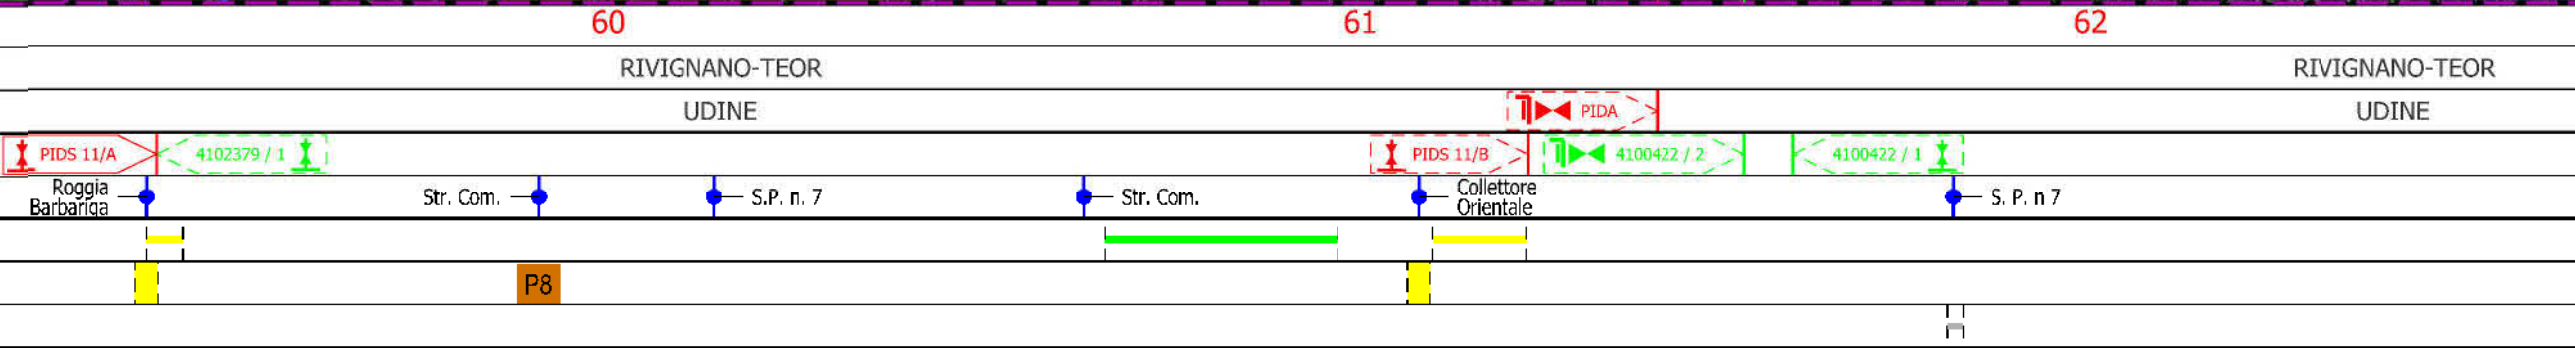 60 61 62
RIVIGNANO-TEOR RIVIGNANO-TEOR
UDINE PIDA UDINE
PIDS 11/A 4102379 / 1 PIDS 11/B 4100422 / 2 4100422 / 1
Roggia
Barbariga
Str. Com.
S.P. n. 7
Str. Com.
Collettore
Orientale
S. P. n 7
P8